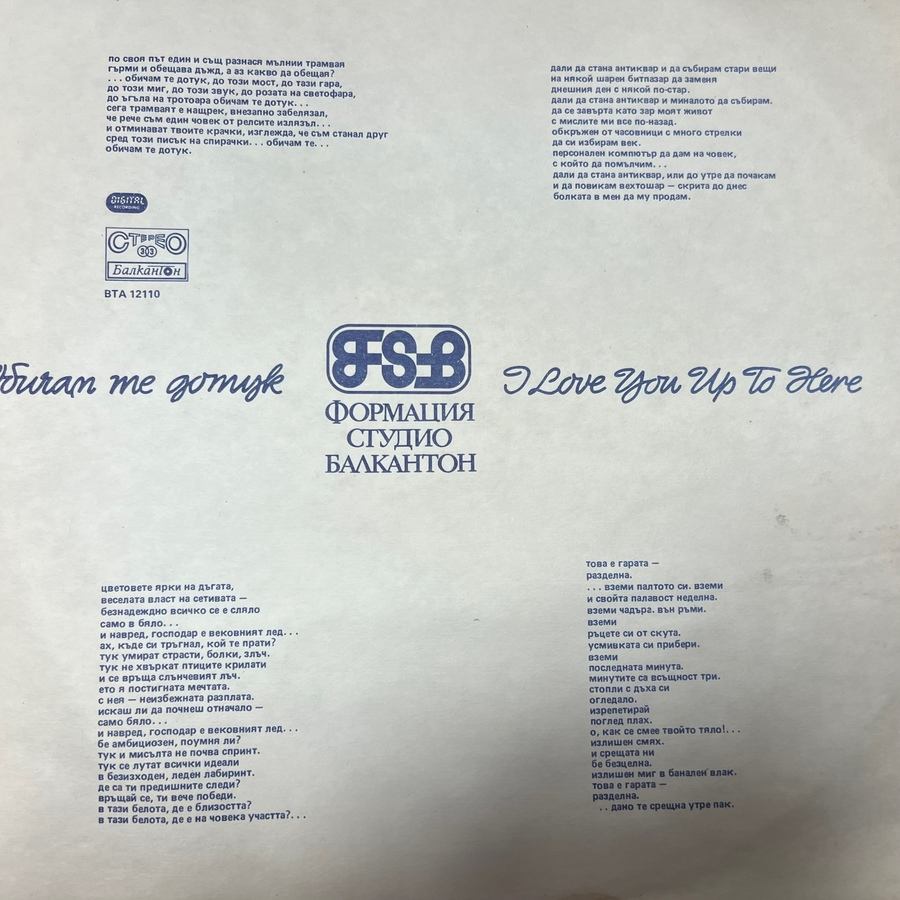 по своя път един и същ разнася мълнии трамвая
гърми и обещава дъжд, а аз какво да обещая?
. . . обичам те дотук, до този мост, до тази гара,
до този миг, до този звук, до розата на светофара,
до ъгъла на тротоара обичам те дотук. . .
сега трамваят е нащрек, внезапно забелязал,
че рече съм един човек от релсите излязъл. . .
и отминават твоите крачки, изглежда, че съм станал друг
сред този писък на спирачки. . . обичам те. . .
обичам те дотук.
дали да стана антиквар и да събирам стари вещи
на някой шарен битпазар да заменя
днешния ден с някой по-стар.
дали да стана антиквар и миналото да събирам.
да се завърта като зар моят живот
с мислите ми все по-назад.
обкръжен от часовници с много стрелки
да си избирам век.
персонален компютър да дам на човек,
с който да помълчим. . .
дали да стана антиквар, или до утре да почакам
и да повикам вехтошар — скрита до днес
болката в мен да му продам.
DIGITAL
RECORDING
СТЕРЕО
33
Балкантон
ВТА 12110
Обичам те дотук
FSB
I Love You Up To Here
ФОРМАЦИЯ
СТУДИО
БАЛКАНТОН
цветовете ярки на дъгата,
веселата власт на сетивата —
безнадеждно всичко се е сляло
само в бяло. . .
и навред, господар е вековният лед. . .
ах, къде си тръгнал, кой те прати?
тук умират страсти, болки, злъч.
тук не хвъркат птиците крилати
и се връща слънчевият лъч.
ето я постигната мечтата.
с нея — неизбежната разплата.
искаш ли да почнеш отначало —
само бяло. . .
и навред, господар е вековният лед. . .
бе амбициозен, поумня ли?
тук и мисълта не почва спринт.
тук се лутат всички идеали
в безизходен, леден лабиринт.
де са ти предишните следи?
връщай се, ти вече победи.
в тази белота, де е близостта?
в тази белота, де е на човека участта?. . .
това е гарата —
разделна.
. . . вземи палтото си. вземи
и свойта палавост неделна.
вземи чадъра. вън ръми.
вземи
ръцете си от скута.
усмивката си прибери.
вземи
последната минута.
минутите са всъщност три.
стопли с дъха си
огледало.
изрепетирай
поглед плах.
о, как се смее твойто тяло!. . .
излишен смях.
и срещата ни
бе безцелна.
излишен миг в банален влак.
това е гарата —
разделна.
. . дано те срещна утре пак.